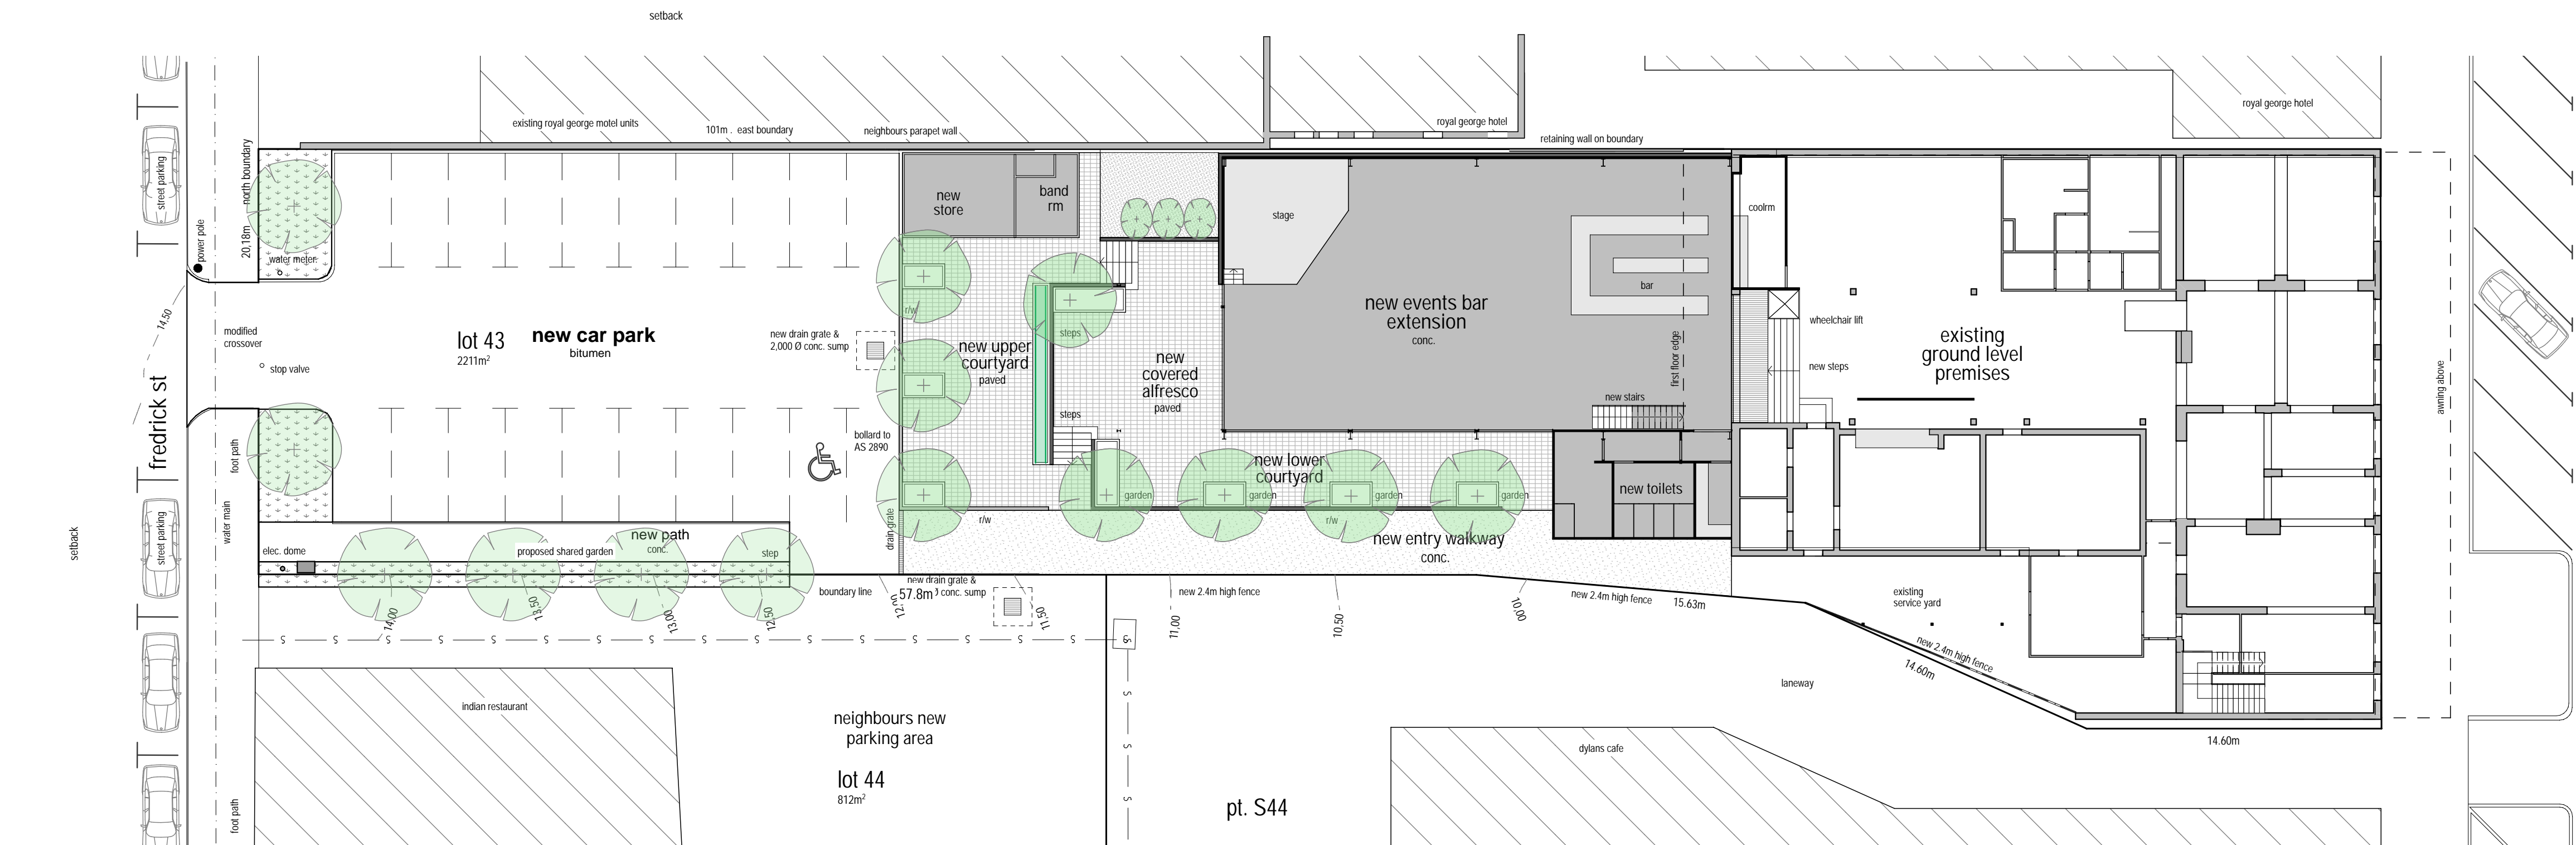 setback
existing royal george motel units
101m . east boundary
neighbours parapet wall
royal george hotel
retaining wall on boundary
royal george hotel
street parking
north boundary
20,18m
power pole
water meter.
new
store
band
rm
stage
coolrm
14,50
modified
crossover
stop valve
fredrick st
lot 43
2211m²
new car park
bitumen
new drain grate &
2,000 Ø conc. sump
r/w
steps
new upper
courtyard
paved
new
covered
alfresco
paved
new events bar
extension
conc.
bar
first floor edge
wheelchair lift
new steps
existing
ground level
premises
awning above
steps
new stairs
bollard to
AS 2890
foot path
new lower
courtyard
garden
garden
garden
garden
new toilets
water main
street parking
setback
drain grate
r/w
r/w
new path
conc.
elec. dome
proposed shared garden
step
new entry walkway
conc.
boundary line
new drain grate &
conc. sump
57.8m
new 2.4m high fence
new 2.4m high fence
15.63m
existing
service yard
14,00
13,50
13,00
12,50
11,50
11,00
10,50
10,00
s s s s s s s s s s s s s s s s s
new 2.4m high fence
14.60m
laneway
indian restaurant
neighbours new
parking area
dylans cafe
14.60m
lot 44
812m²
pt. S44
foot path